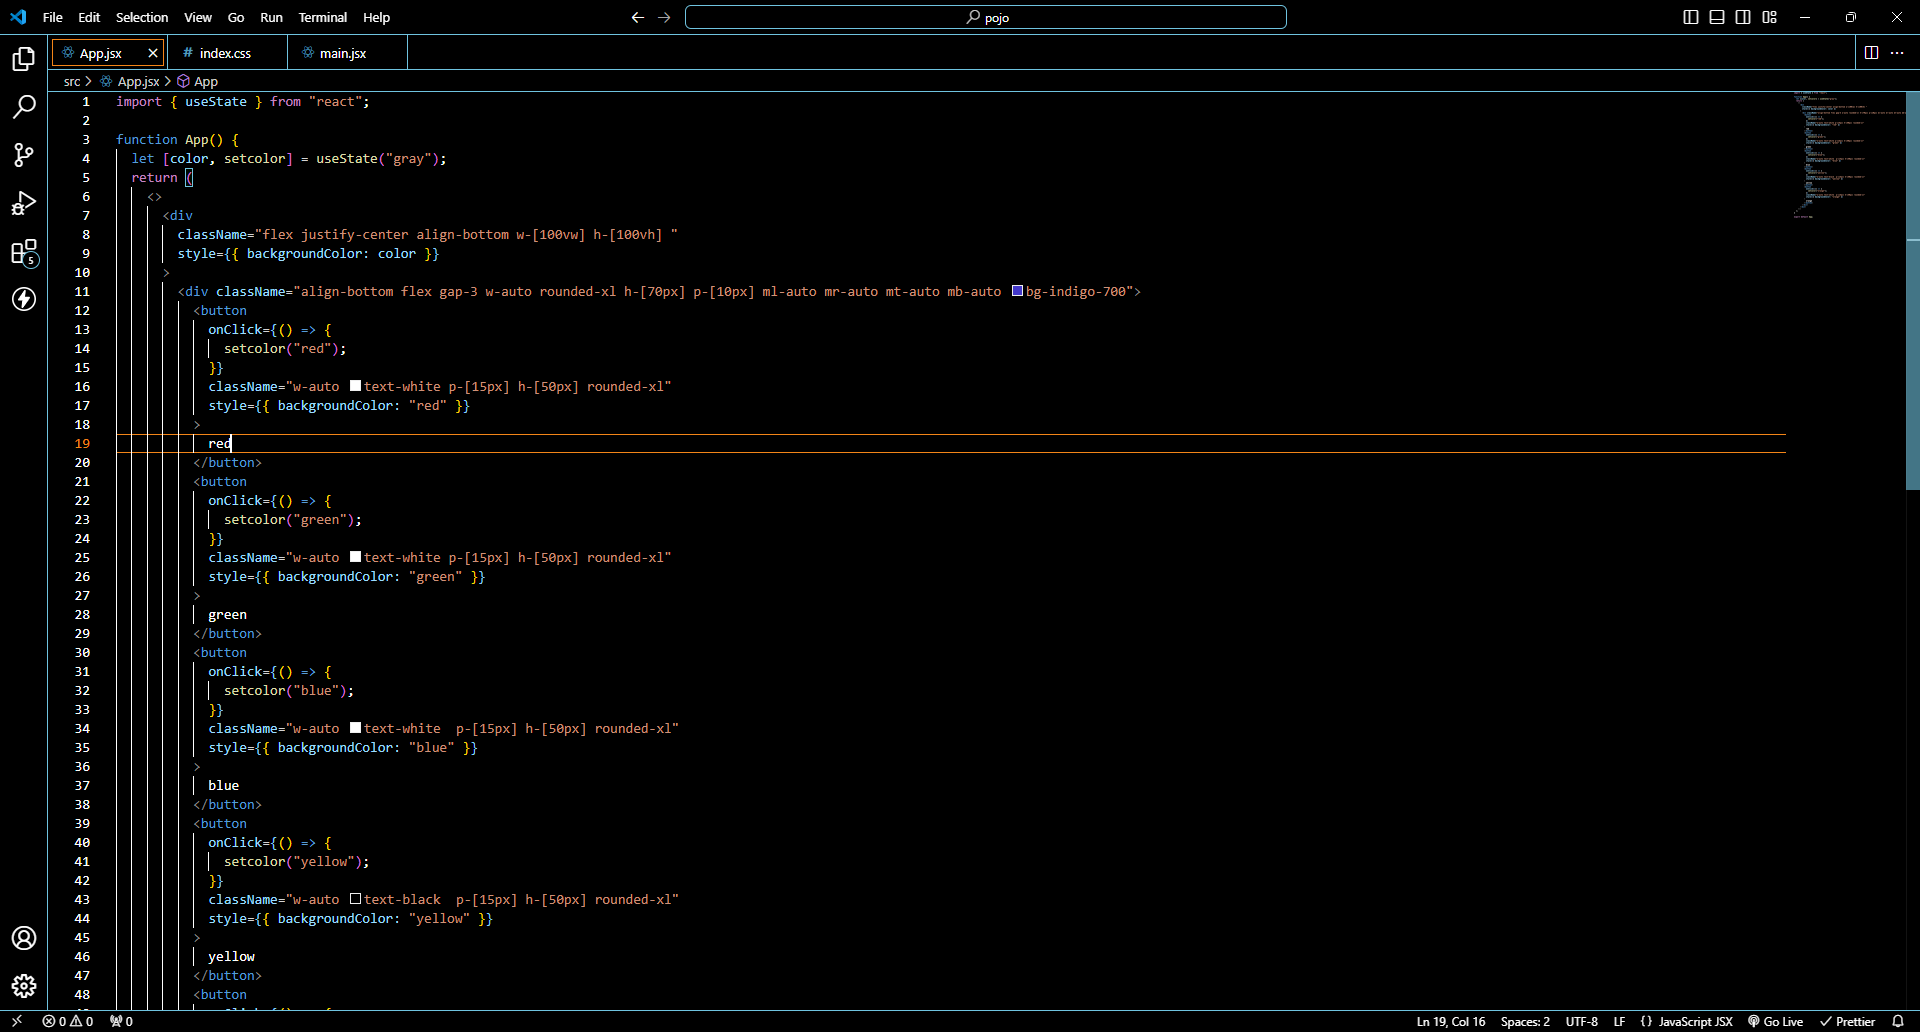 File Edit Selection View Go Run Terminal Help
pojo
App.jsx
# index.css
main.jsx
src > App.jsx > App
1 import { useState } from "react";
2
3 function App() {
4 let [color, setcolor] = useState("gray");
5 return (
6 <>
7 <div
8 className="flex justify-center align-bottom w-[100vw] h-[100vh] "
9 style={{ backgroundColor: color }}
10 >
11 <div className="align-bottom flex gap-3 w-auto rounded-xl h-[70px] p-[10px] ml-auto mr-auto mt-auto mb-auto bg-indigo-700">
12 <button
13 onClick={() => {
14 setcolor("red");
15 }}
16 className="w-auto text-white p-[15px] h-[50px] rounded-xl"
17 style={{ backgroundColor: "red" }}
18 >
19 red
20 </button>
21 <button
22 onClick={() => {
23 setcolor("green");
24 }}
25 className="w-auto text-white p-[15px] h-[50px] rounded-xl"
26 style={{ backgroundColor: "green" }}
27 >
28 green
29 </button>
30 <button
31 onClick={() => {
32 setcolor("blue");
33 }}
34 className="w-auto text-white  p-[15px] h-[50px] rounded-xl"
35 style={{ backgroundColor: "blue" }}
36 >
37 blue
38 </button>
39 <button
40 onClick={() => {
41 setcolor("yellow");
42 }}
43 className="w-auto text-black  p-[15px] h-[50px] rounded-xl"
44 style={{ backgroundColor: "yellow" }}
45 >
46 yellow
47 </button>
48 <button
5
0 0 0 Ln 19, Col 16 Spaces: 2 UTF-8 LF {} JavaScript JSX Go Live Prettier